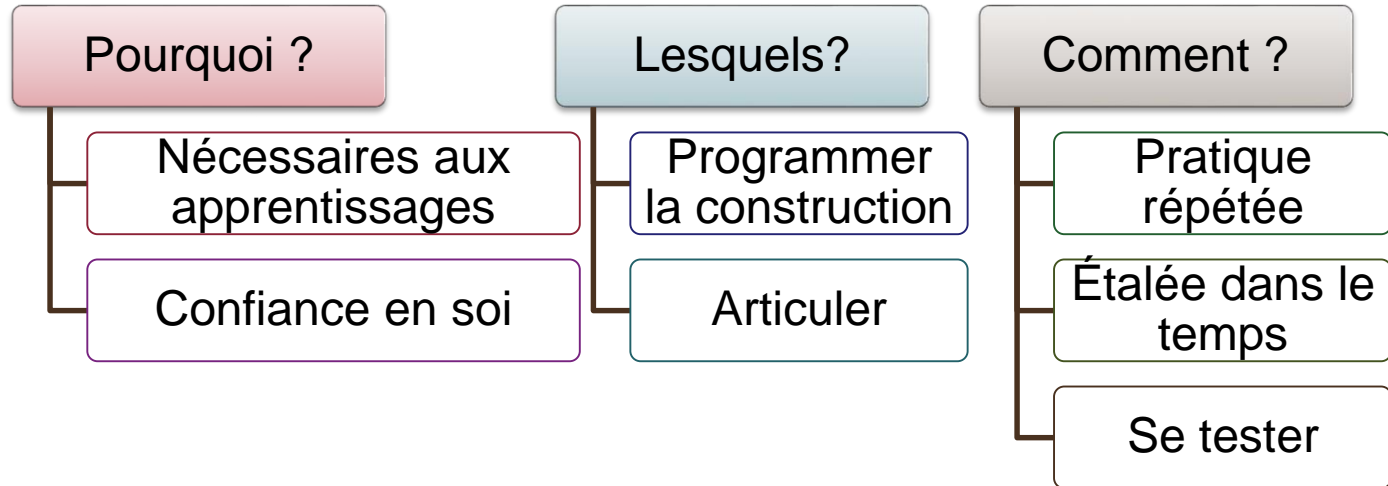 Pourquoi ?
Nécessaires aux
apprentissages
Confiance en soi
Lesquels?
Programmer
la construction
Articuler
Comment ?
Pratique
répétée
Étalée dans le
temps
Se tester